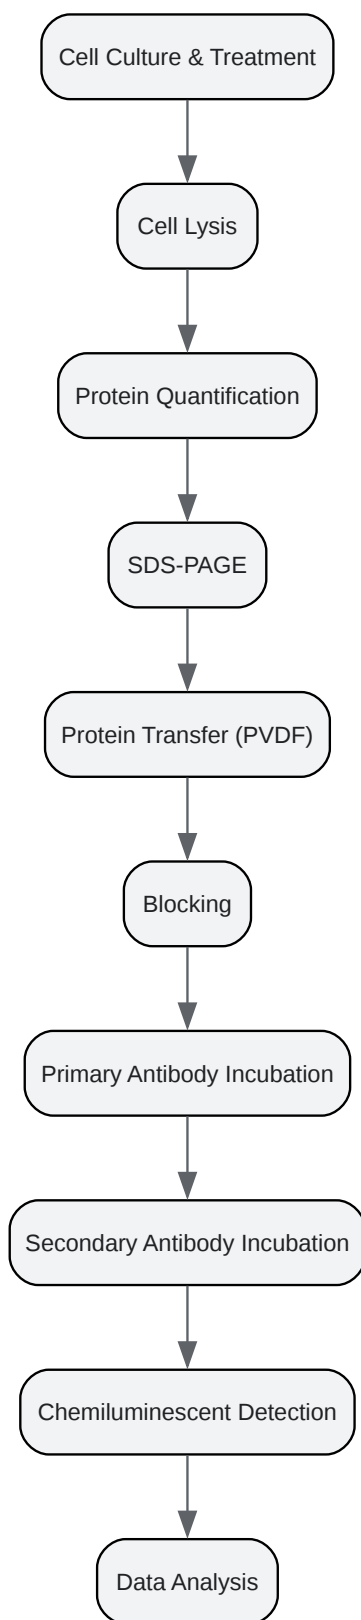 Cell Culture & Treatment
Cell Lysis
Protein Quantification
SDS-PAGE
Protein Transfer (PVDF)
Blocking
Primary Antibody Incubation
Secondary Antibody Incubation
Chemiluminescent Detection
Data Analysis